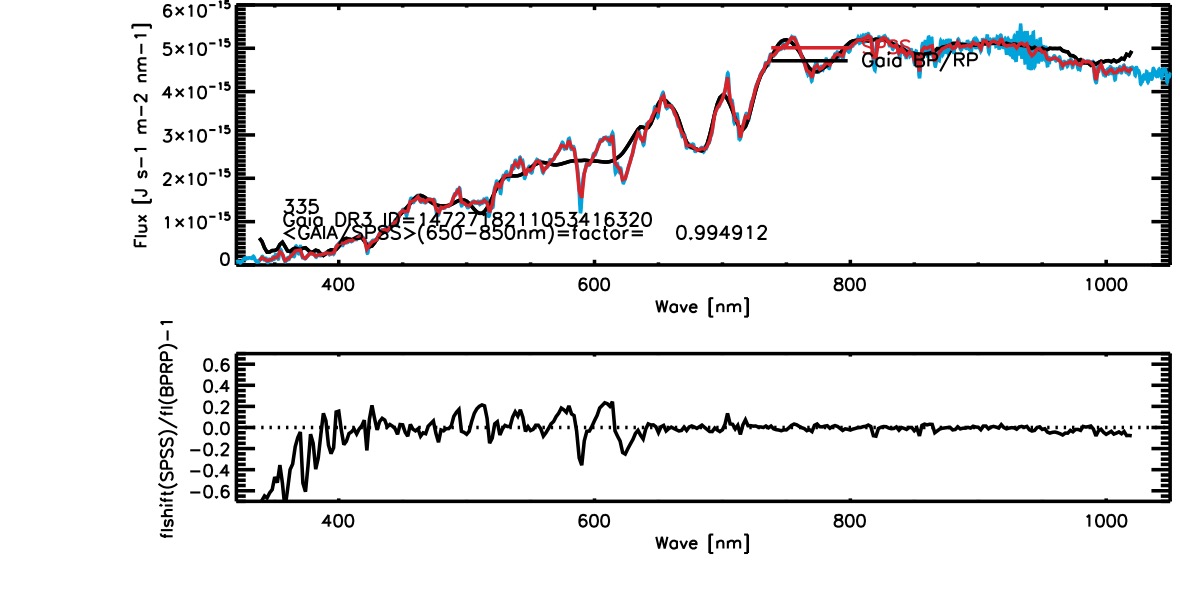 6×10−15
5×10−15
4×10−15
3×10−15
2×10−15
1×10−15
0
Flux [J s−1 m−2 nm−1]
SPSS
Gaia BP/RP
335
Gaia DR3 ID=1472718211053416320
<GAIA/SPSS>(650−850nm)=factor= 0.994912
400 600 800 1000
Wave [nm]
0.6
0.4
0.2
0.0
−0.2
−0.4
−0.6
flshift(SPSS)/fl(BPRP)−1
400 600 800 1000
Wave [nm]